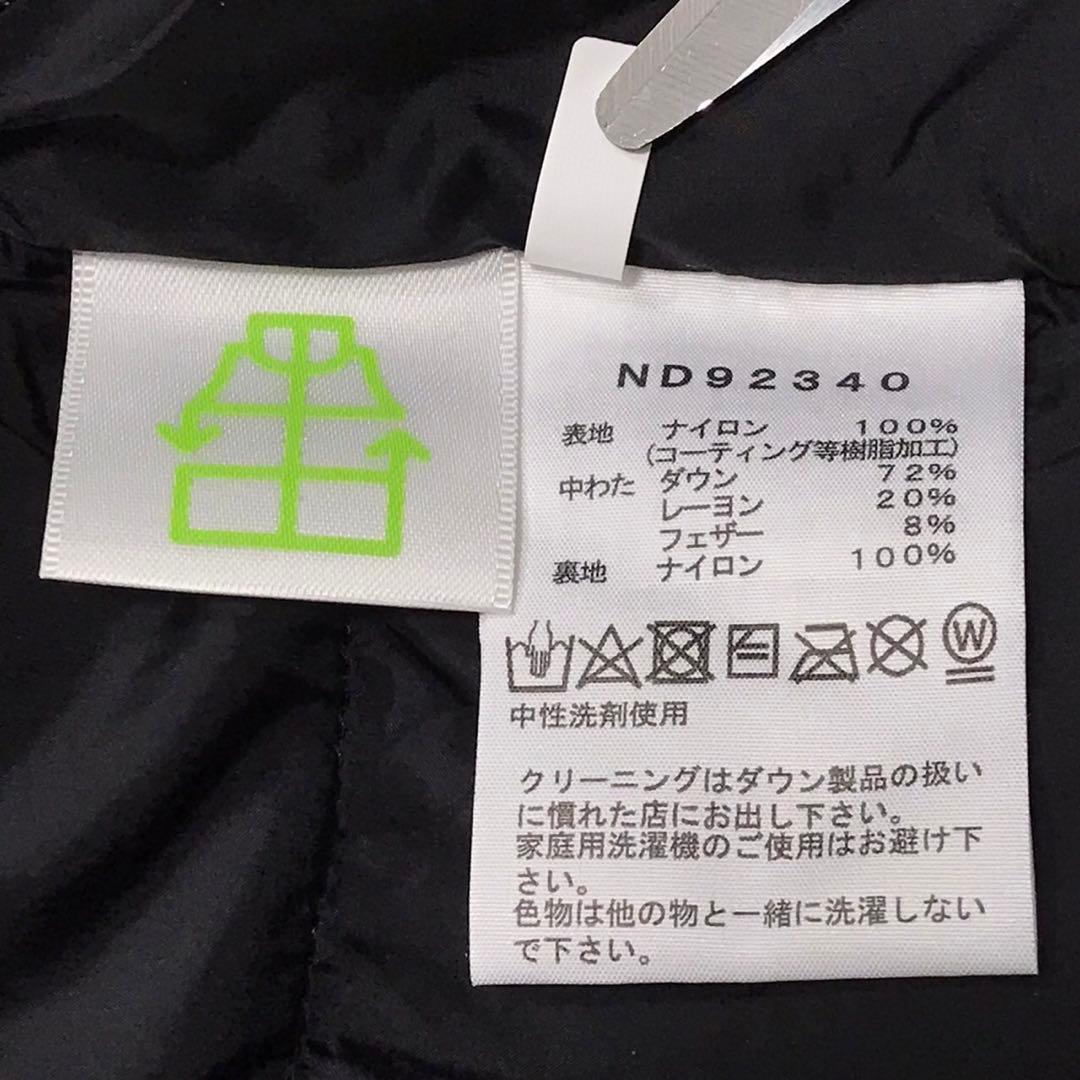 ND92340
表地 ナイロン 100%
(コーティング等樹脂加工)
中わた ダウン 72%
レーヨン 20%
フェザー 8%
裏地 ナイロン 100%
W
中性洗剤使用
クリーニングはダウン製品の扱い
に慣れた店にお出し下さい。
家庭用洗濯機のご使用はお避け下
さい。
色物は他の物と一緒に洗濯しない
で下さい。